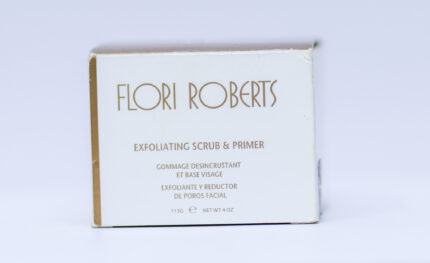 FLORI ROBERTS
EXFOLIATING SCRUB & PRIMER
GOMMAGE DESINCRUSTANT
ET BASE VISAGE
EXFOLIANTE Y REDUCTOR
DE POROS FACIAL
113G ℮ NET WT 4 OZ